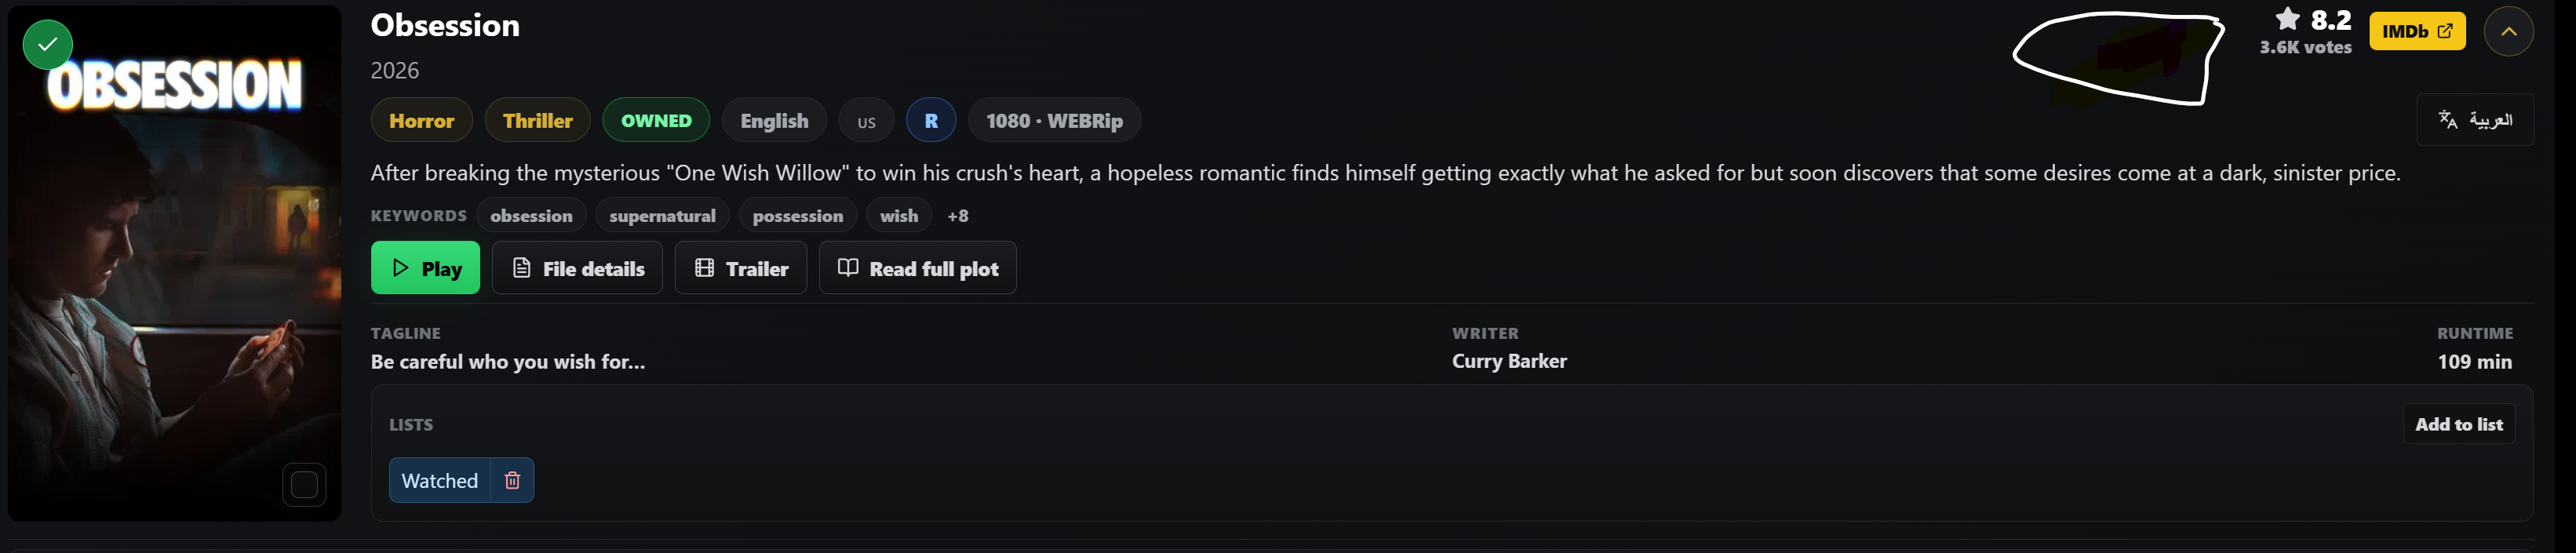 OBSESSION
Obsession
2026
8.2
3.6K votes
IMDb
Horror Thriller OWNED English US R 1080 · WEBRip
العربية
After breaking the mysterious "One Wish Willow" to win his crush's heart, a hopeless romantic finds himself getting exactly what he asked for but soon discovers that some desires come at a dark, sinister price.
KEYWORDS obsession supernatural possession wish +8
Play File details Trailer Read full plot
TAGLINE
Be careful who you wish for...
WRITER
Curry Barker
RUNTIME
109 min
LISTS
Add to list
Watched